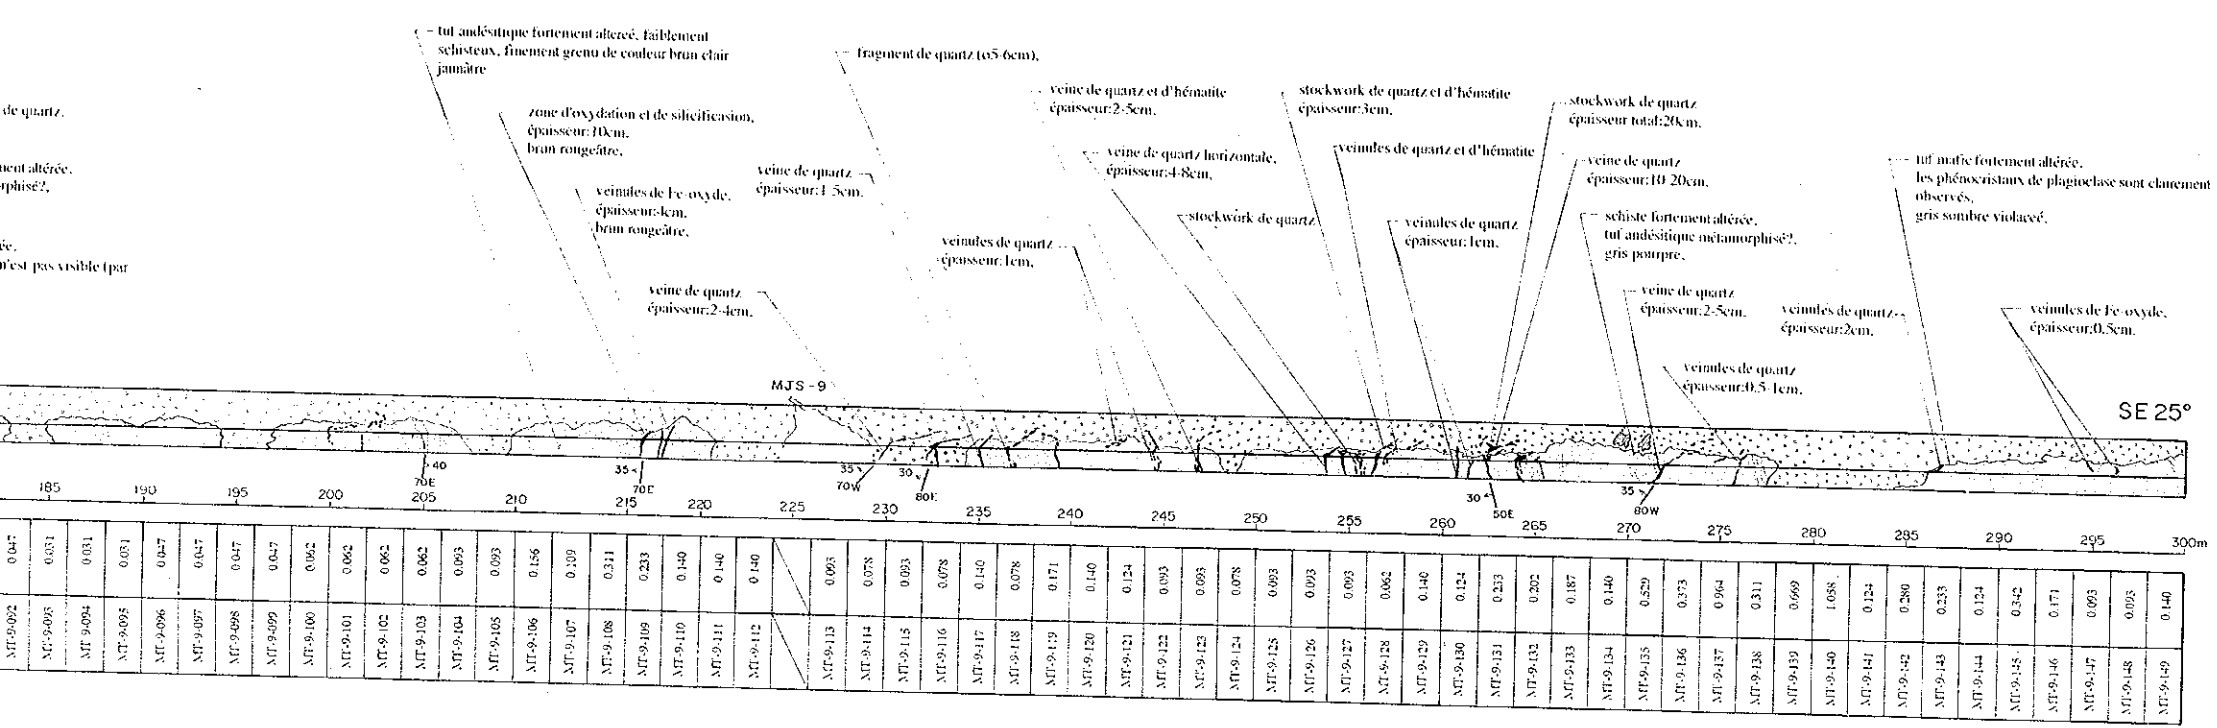 de quartz.
ment altérée.
rphisé?,
ée.
n'est pas visible (par
- tuf andésitique fortement altereé, faiblement
schisteux, finement grenu de couleur brun clair
jaunâtre
zone d'oxydation et de silicificasion,
épaisseur:10cm,
brun rougeâtre,
veinules de Fe-oxyde,
épaisseur:4cm,
brun rougeâtre,
veine de quartz
épaisseur:1-5cm.
veine de quartz
épaisseur:2-4cm.
fragment de quartz (o5-6cm),
veinules de quartz
épaisseur:1cm,
veine de quartz et d'hématite
épaisseur:2-5cm.
veine de quartz horizontale,
épaisseur:4-8cm,
stockwork de quartz
stockwork de quartz et d'hématite
épaisseur:3cm,
veinules de quartz et d'hématite
veinules de quartz
épaisseur:1cm,
stockwork de quartz
épaisseur total:20cm,
veine de quartz
épaisseur:10-20cm,
schiste fortement altérée,
tuf andésitique métamorphisé?,
gris pourpre,
veine de quartz
épaisseur:2-5cm.
veinules de quartz
épaisseur:0.5-1cm,
veinules de quartz
épaisseur:2cm,
tuf mafic fortement altérée,
les phénocristaux de plagioclase sont clairement
observés,
gris sombre violaceé,
veinules de Fe-oxyde,
épaisseur:0.5cm,
MJS-9
SE 25°
40
70E
35
70E
35
70W
30
80E
30
50E
35
80W
185 190 195 200 205 210 215 220 225 230 235 240 245 250 255 260 265 270 275 280 285 290 295 300m
0.047 0.031 0.031 0.031 0.047 0.047 0.047 0.047 0.062 0.062 0.062 0.062 0.093 0.093 0.156 0.109 0.311 0.233 0.140 0.140 0.140 0.093 0.078 0.093 0.078 0.140 0.078 0.171 0.140 0.124 0.093 0.093 0.078 0.093 0.093 0.093 0.062 0.140 0.124 0.233 0.202 0.187 0.140 0.529 0.373 0.964 0.311 0.669 1.058 0.124 0.280 0.233 0.124 0.342 0.171 0.093 0.093 0.140
MT-9-092 MT-9-093 MT-9-094 MT-9-095 MT-9-096 MT-9-097 MT-9-098 MT-9-099 MT-9-100 MT-9-101 MT-9-102 MT-9-103 MT-9-104 MT-9-105 MT-9-106 MT-9-107 MT-9-108 MT-9-109 MT-9-110 MT-9-111 MT-9-112 MT-9-113 MT-9-114 MT-9-115 MT-9-116 MT-9-117 MT-9-118 MT-9-119 MT-9-120 MT-9-121 MT-9-122 MT-9-123 MT-9-124 MT-9-125 MT-9-126 MT-9-127 MT-9-128 MT-9-129 MT-9-130 MT-9-131 MT-9-132 MT-9-133 MT-9-134 MT-9-135 MT-9-136 MT-9-137 MT-9-138 MT-9-139 MT-9-140 MT-9-141 MT-9-142 MT-9-143 MT-9-144 MT-9-145 MT-9-146 MT-9-147 MT-9-148 MT-9-149